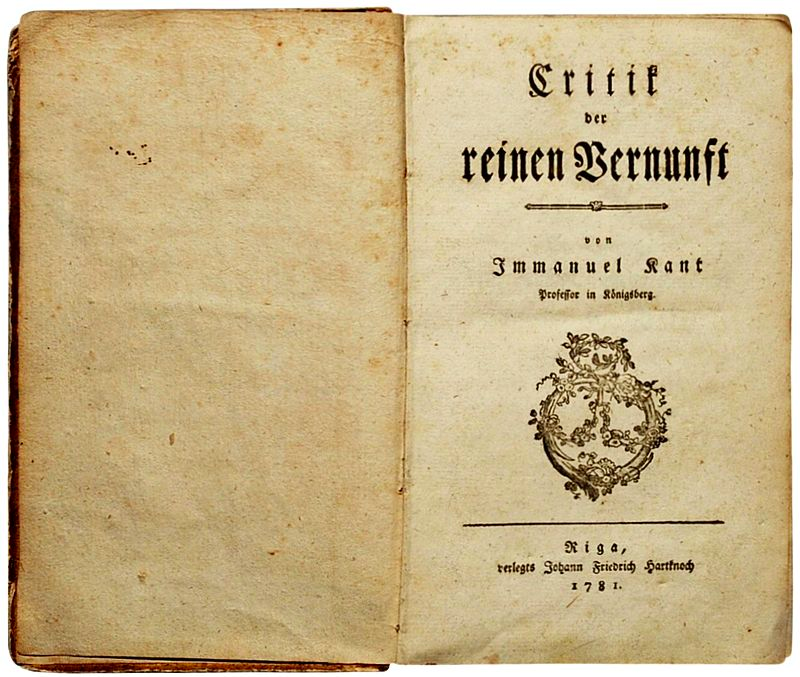 Critik
der
reinen Vernunft
von
Immanuel Kant
Professor in Königsberg.
Riga,
verlegts Johann Friedrich Hartknoch
1781.